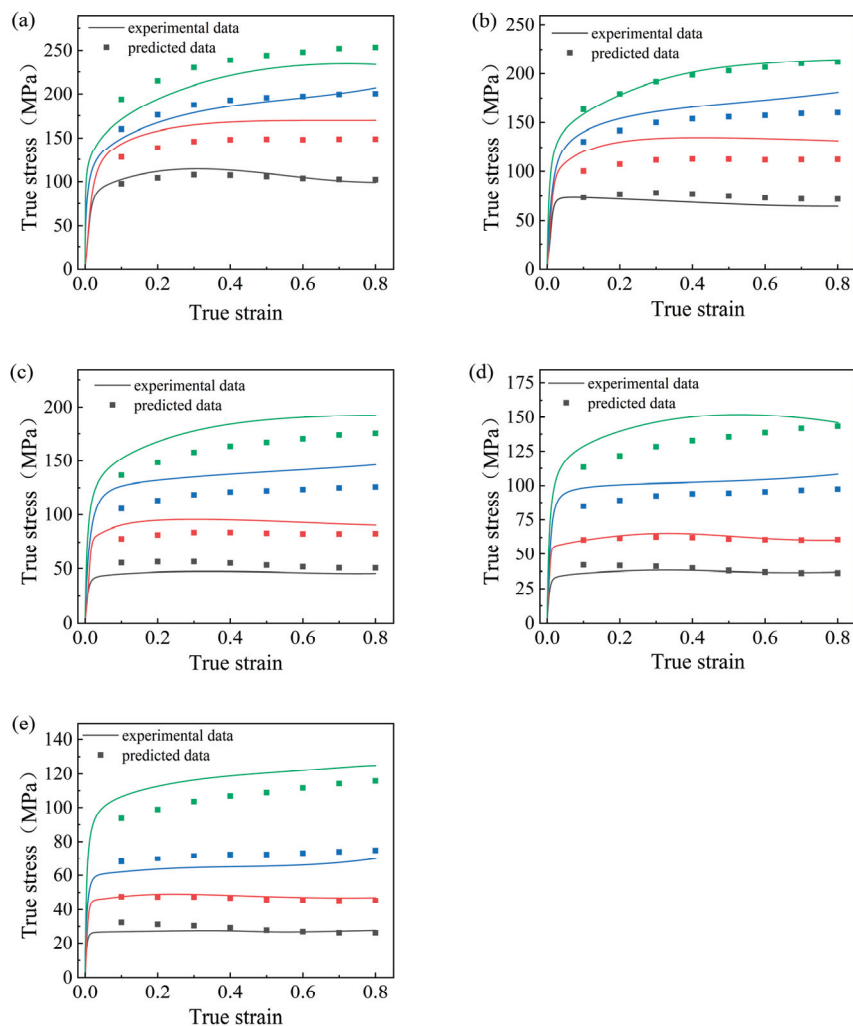 (a)
experimental data
predicted data
250
200
150
100
50
0
True stress（MPa）
0.0 0.2 0.4 0.6 0.8
True strain
(b)
experimental data
predicted data
250
200
150
100
50
0
True stress（MPa）
0.0 0.2 0.4 0.6 0.8
True strain
(c)
experimental data
predicted data
200
150
100
50
0
True stress（MPa）
0.0 0.2 0.4 0.6 0.8
True strain
(d)
experimental data
predicted data
175
150
125
100
75
50
25
0
True stress（MPa）
0.0 0.2 0.4 0.6 0.8
True strain
(e)
experimental data
predicted data
140
120
100
80
60
40
20
0
True stress（MPa）
0.0 0.2 0.4 0.6 0.8
True strain